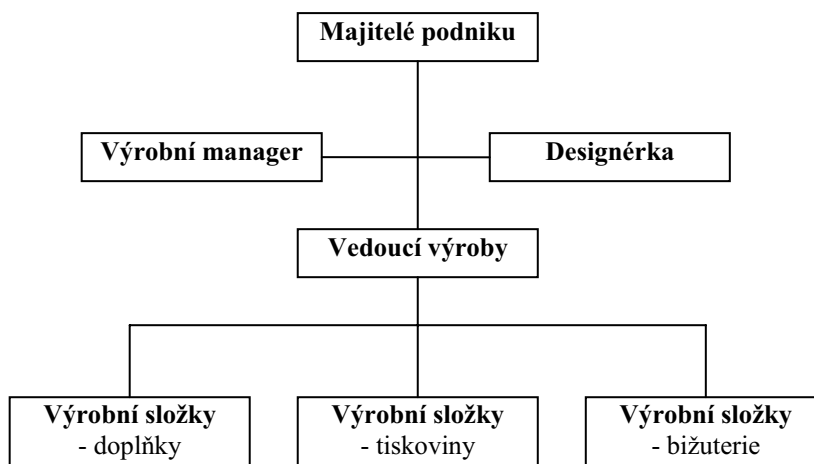 Majitelé podniku
Výrobní manager
Designérka
Vedoucí výroby
Výrobní složky
- doplňky
Výrobní složky
- tiskoviny
Výrobní složky
- bižuterie